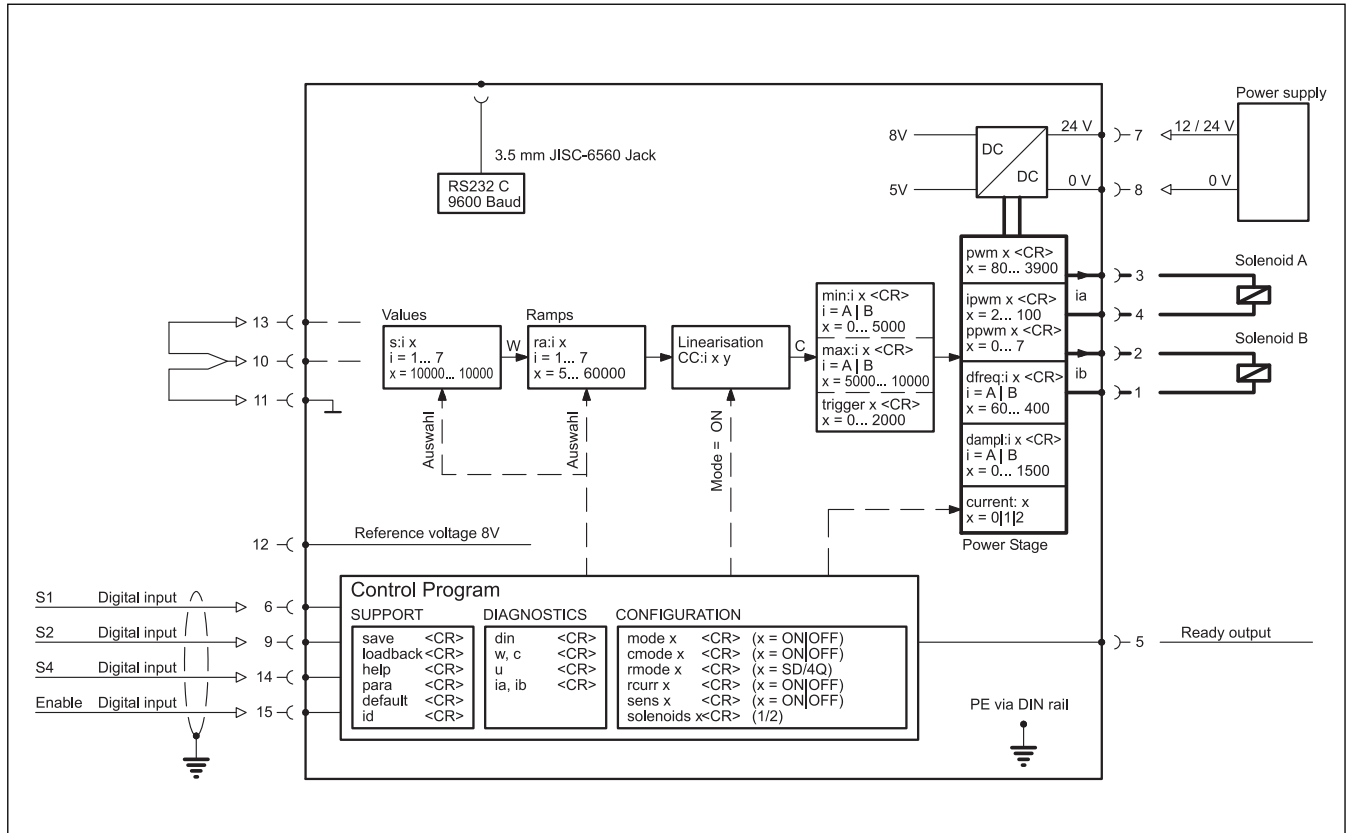 Power supply
8V
24 V
7
12 / 24 V
3.5 mm JISC-6560 Jack
DC
DC
RS232 C
9600 Baud
5V
0 V
8
0 V
pwm x <CR>
x = 80... 3900
Solenoid A
3
ia
ipwm x <CR>
x = 2... 100
ppwm x <CR>
x = 0... 7
4
Solenoid B
2
ib
dfreq:i x <CR>
i = A | B
x = 60... 400
1
dampl:i x <CR>
i = A | B
x = 0... 1500
current: x
x = 0|1|2
Power Stage
min:i x <CR>
i = A | B
x = 0... 5000
max:i x <CR>
i = A | B
x = 5000... 10000
trigger x <CR>
x = 0... 2000
13
10
11
Values
s:i x
i = 1... 7
x = 10000... 10000
W
Ramps
ra:i x
i = 1... 7
x = 5... 60000
Linearisation
CC:i x y
C
Auswahl
Auswahl
Mode = ON
12
Reference voltage 8V
Control Program
S1 Digital input 6
S2 Digital input 9
S4 Digital input 14
Enable Digital input 15
SUPPORT
save <CR>
loadback <CR>
help <CR>
para <CR>
default <CR>
id <CR>
DIAGNOSTICS
din <CR>
w, c <CR>
u <CR>
ia, ib <CR>
CONFIGURATION
mode x <CR> (x = ON|OFF)
cmode x <CR> (x = ON|OFF)
rmode x <CR> (x = SD/4Q)
rcurr x <CR> (x = ON|OFF)
sens x <CR> (x = ON|OFF)
solenoids x<CR> (1/2)
5 Ready output
PE via DIN rail